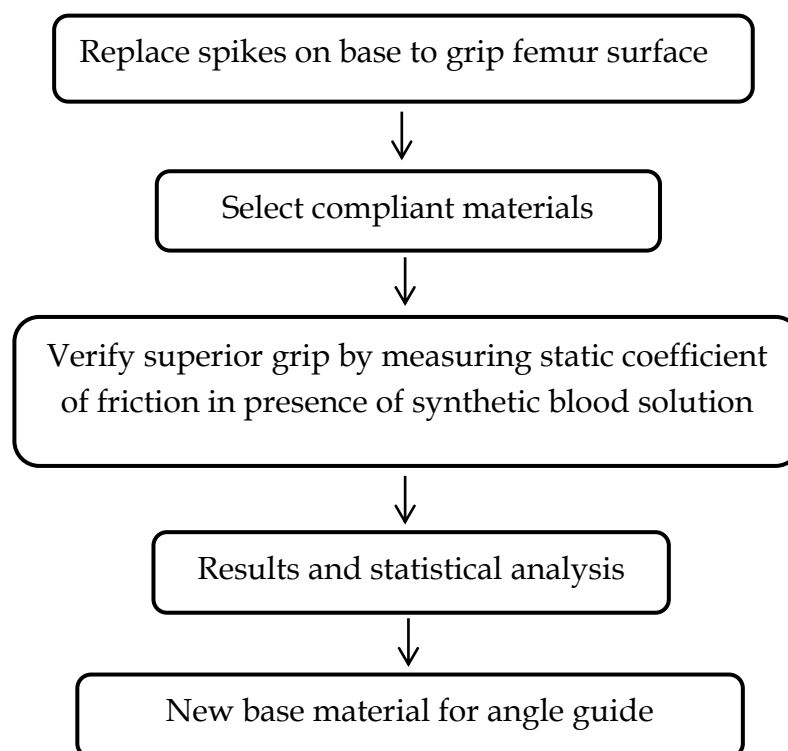 Replace spikes on base to grip femur surface
Select compliant materials
Verify superior grip by measuring static coefficient
of friction in presence of synthetic blood solution
Results and statistical analysis
New base material for angle guide